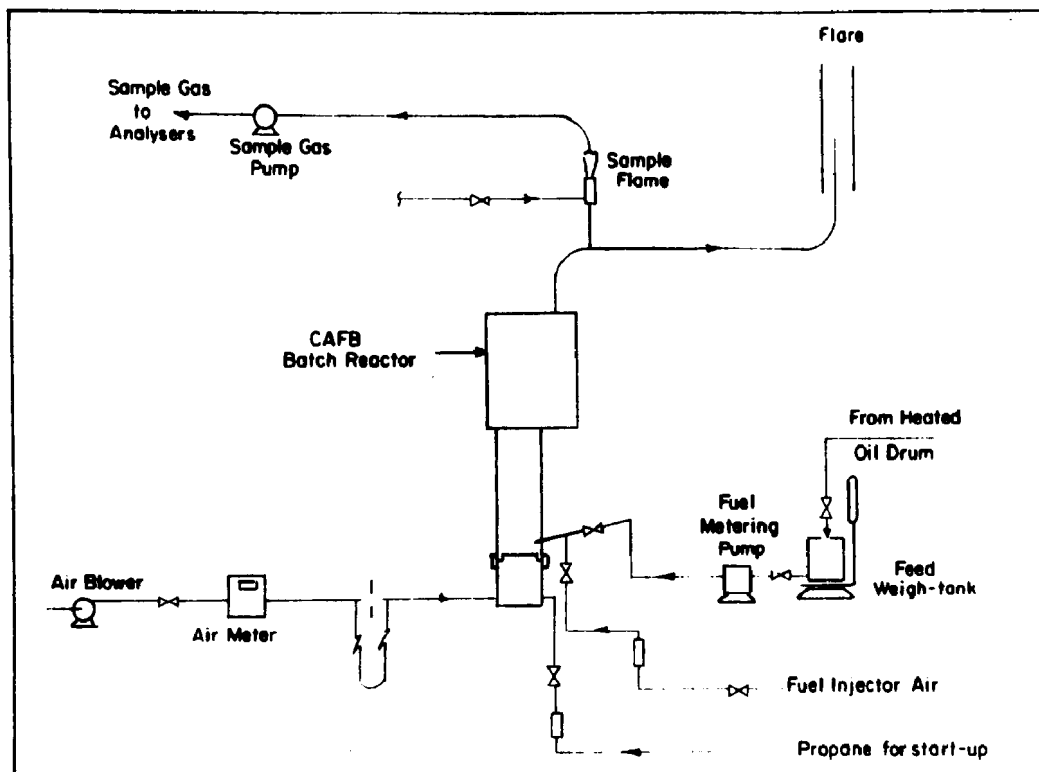 Flare
Sample Gas
to
Analysers
Sample Gas
Pump
Sample
Flame
CAFB
Batch Reactor
From Heated
Oil Drum
Fuel
Metering
Pump
Feed
Weigh-tank
Air Blower
Air Meter
Fuel Injector Air
Propane for start-up